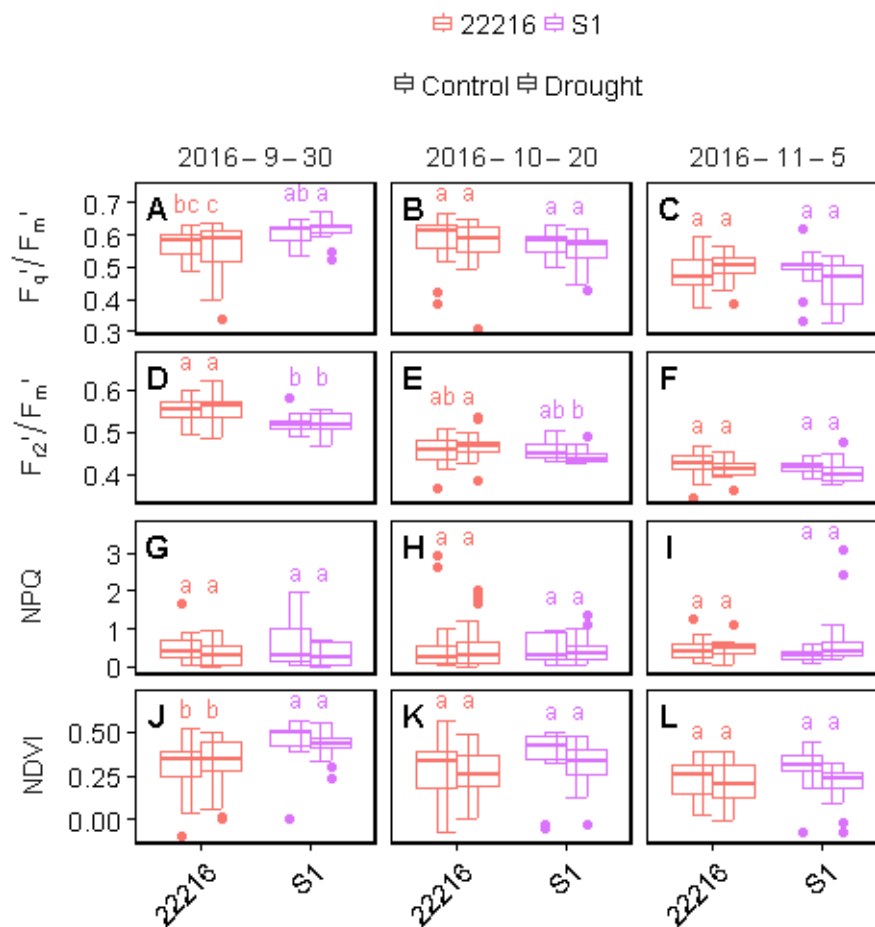 22216 S1
Control Drought
2016-9-30 2016-10-20 2016-11-5
Fq'/Fm'
0.7
0.6
0.5
0.4
0.3
A bc c ab a
B a a a a
C a a a a
Fr2'/Fm'
0.6
0.5
0.4
D a a b b
E ab a ab b
F a a a a
NPQ
3
2
1
0
G a a a a
H a a a a
I a a a a
NDVI
0.50
0.25
0.00
J b b a a
K a a a a
L a a a a
22216 S1 22216 S1 22216 S1